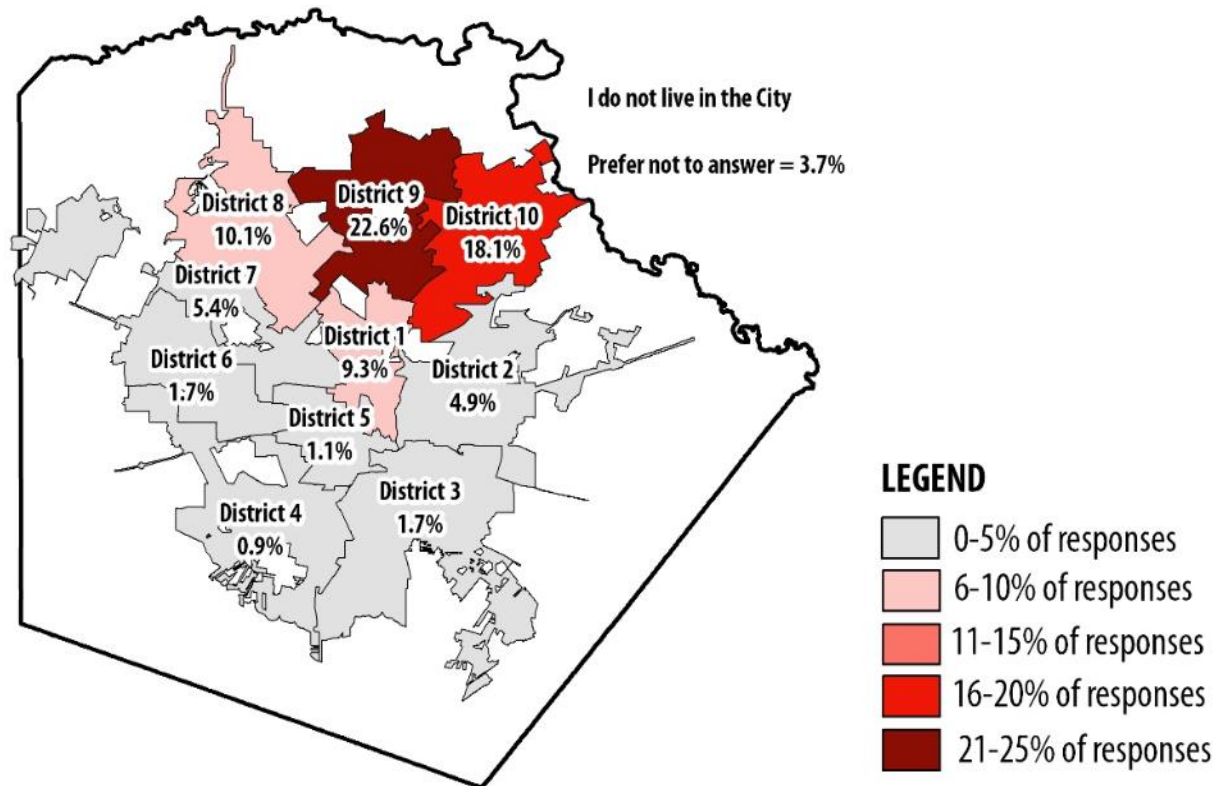 I do not live in the City
Prefer not to answer = 3.7%
District 8
10.1%
District 9
22.6%
District 10
18.1%
District 7
5.4%
District 1
9.3%
District 6
1.7%
District 2
4.9%
District 5
1.1%
District 3
1.7%
District 4
0.9%
LEGEND
0-5% of responses
6-10% of responses
11-15% of responses
16-20% of responses
21-25% of responses